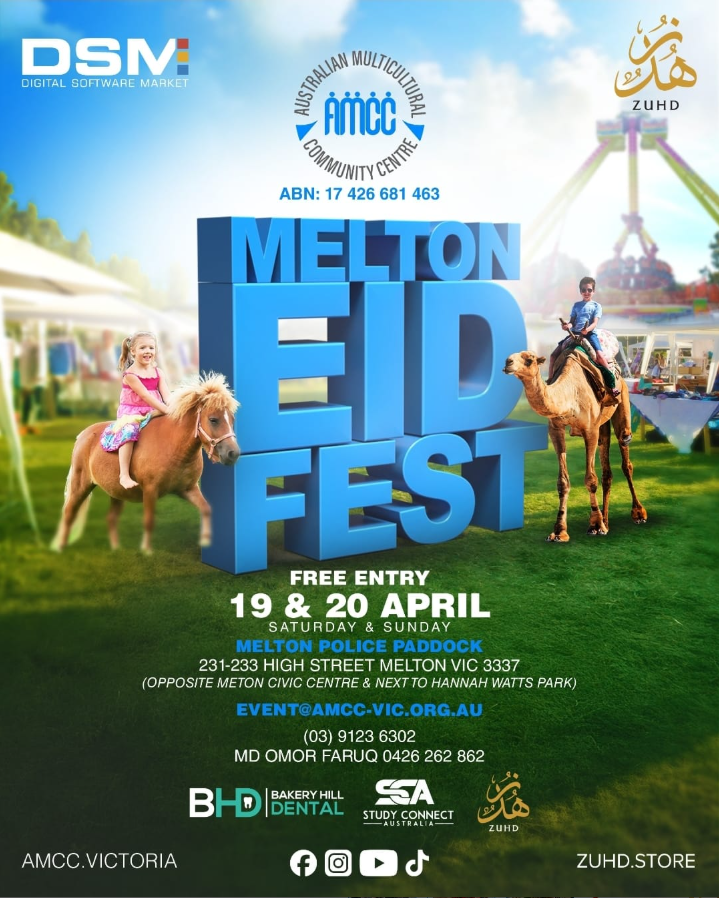 DSM
DIGITAL SOFTWARE MARKET
AUSTRALIAN MULTICULTURAL
AMCC
COMMUNITY CENTRE
ABN: 17 426 681 463
زهد
ZUHD
MELTON
EID
FEST
FREE ENTRY
19 & 20 APRIL
SATURDAY & SUNDAY
MELTON POLICE PADDOCK
231-233 HIGH STREET MELTON VIC 3337
(OPPOSITE METON CIVIC CENTRE & NEXT TO HANNAH WATTS PARK)
EVENT@AMCC-VIC.ORG.AU
(03) 9123 6302
MD OMOR FARUQ 0426 262 862
BHD BAKERY HILL
DENTAL
SCA
STUDY CONNECT
AUSTRALIA
زهد
ZUHD
AMCC.VICTORIA
ZUHD.STORE